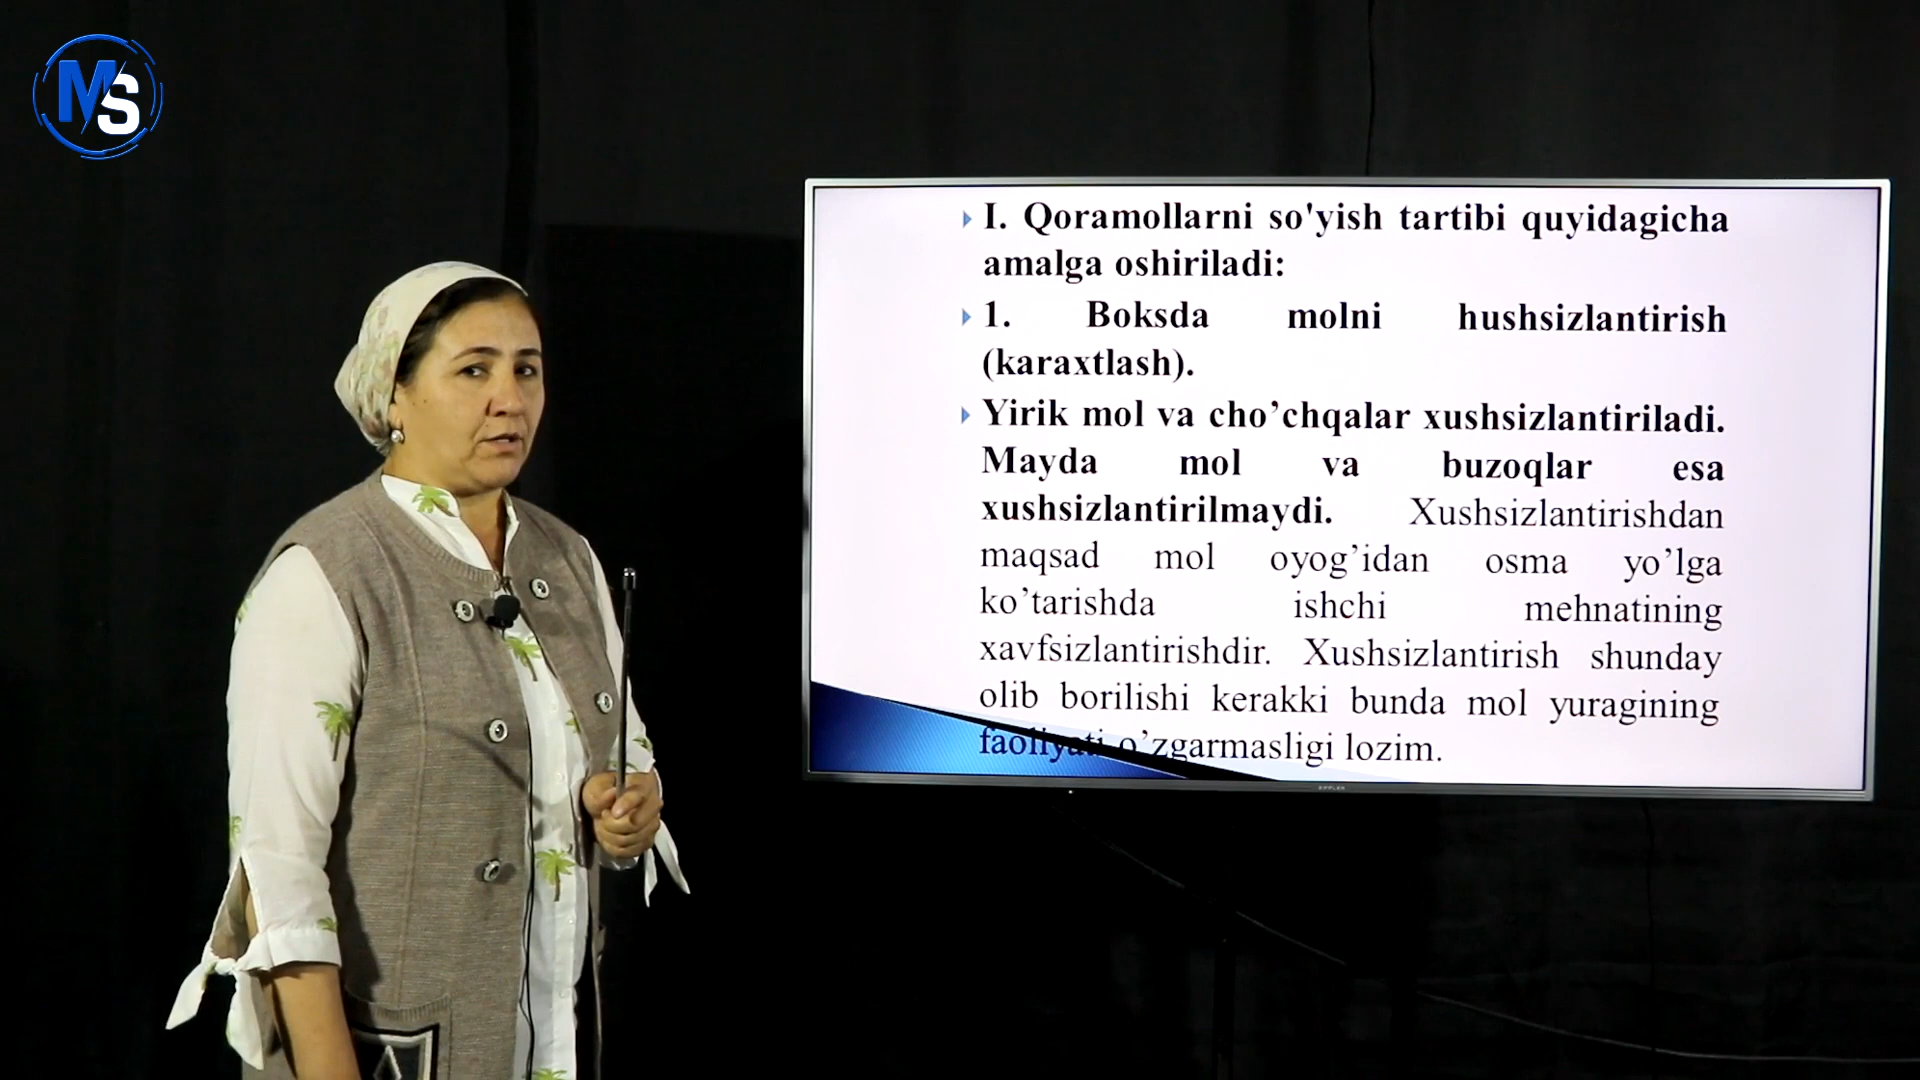 MS
I. Qoramollarni so'yish tartibi quyidagicha
amalga oshiriladi:
1. Boksda molni hushsizlantirish
(karaxtlash).
Yirik mol va cho’chqalar xushsizlantiriladi.
Mayda mol va buzoqlar esa
xushsizlantirilmaydi. Xushsizlantirishdan
maqsad mol oyog’idan osma yo’lga
ko’tarishda ishchi mehnatining
xavfsizlantirishdir. Xushsizlantirish shunday
olib borilishi kerakki bunda mol yuragining
faoliyati o’zgarmasligi lozim.